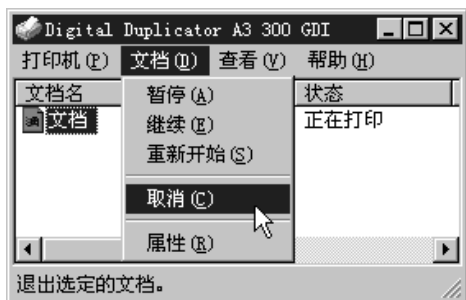 Digital Duplicator A3 300 GDI
打印机(P) 文档(D) 查看(V) 帮助(H)
文档名 状态
文档 正在打印
暂停(A)
继续(E)
重新开始(S)
取消(C)
属性(R)
退出选定的文档。